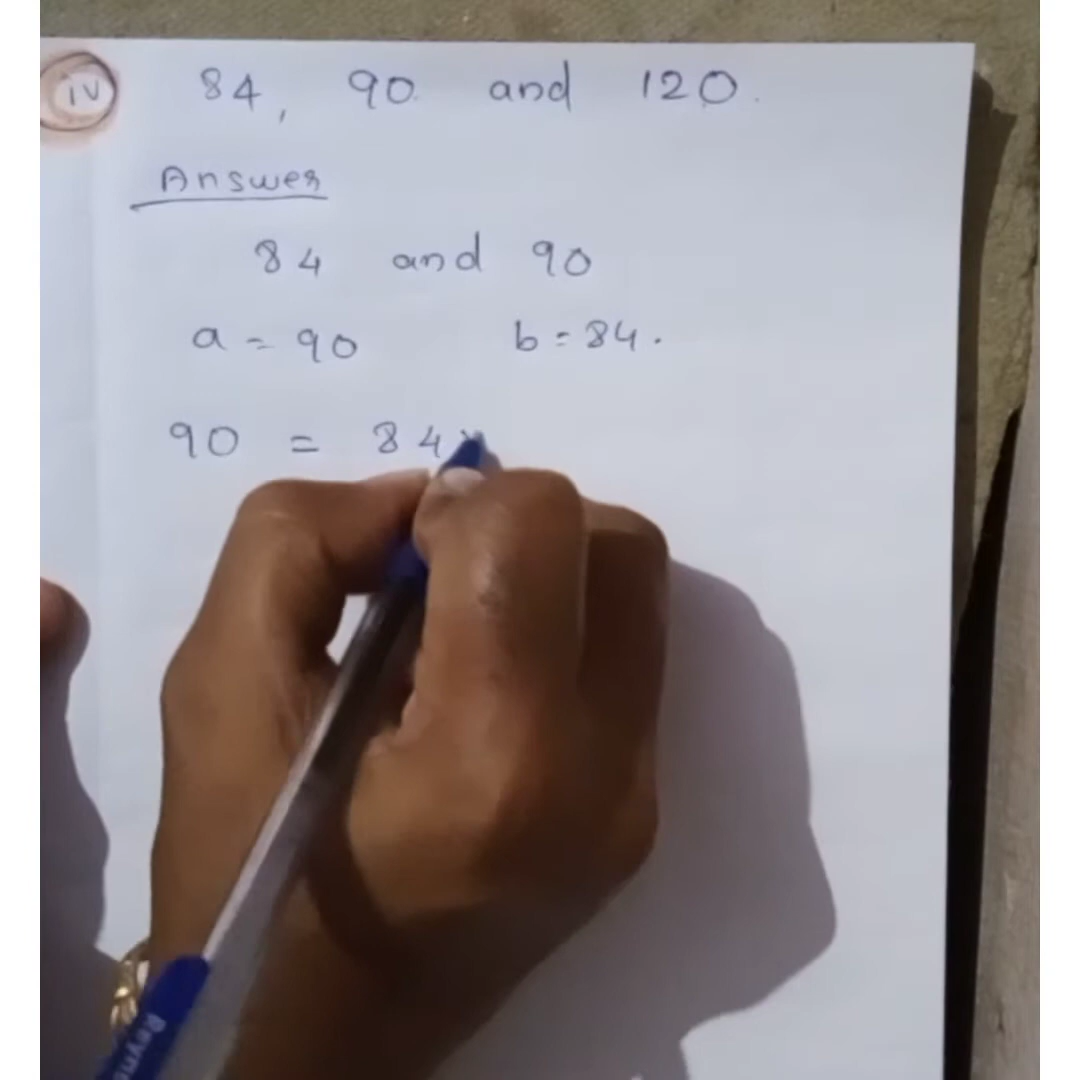 iv 84, 90 and 120.
Answer
84 and 90
a = 90 b = 84.
90 = 84 ×